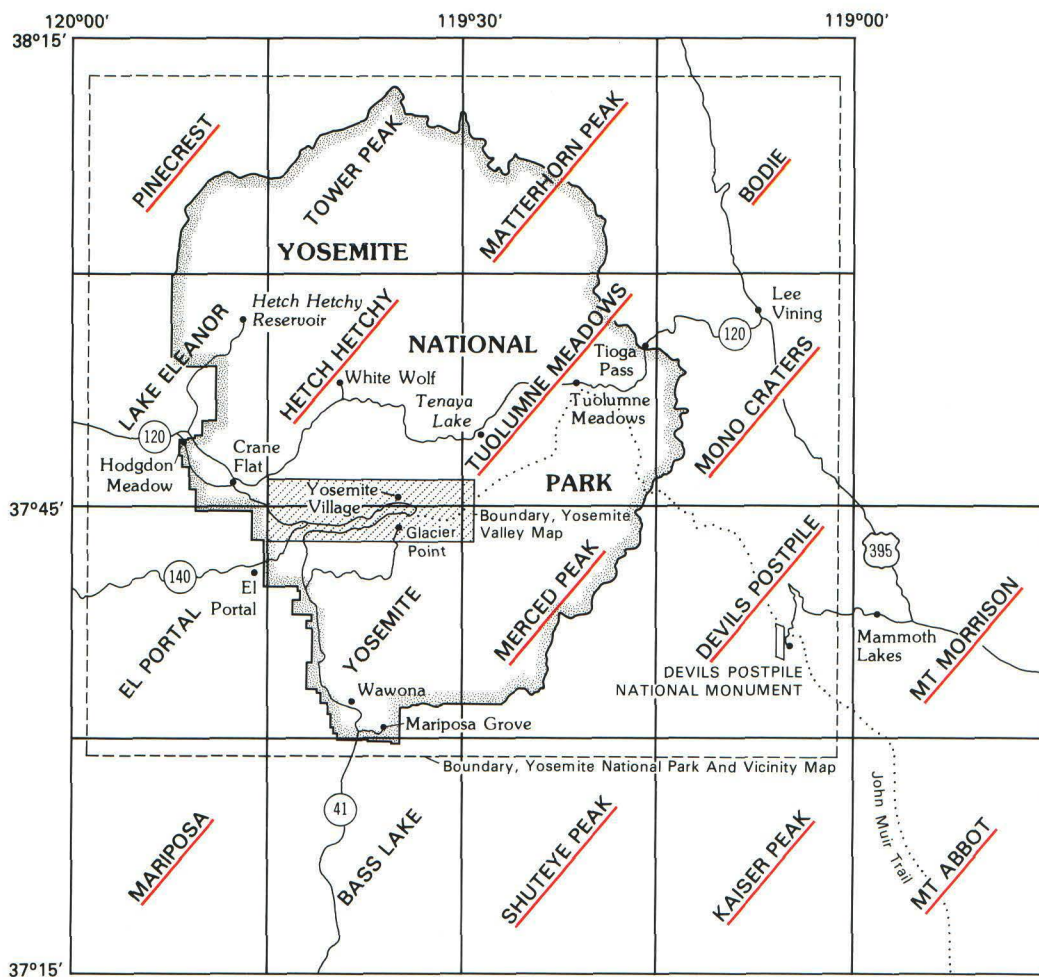 120°00'
119°30'
119°00'
38°15'
PINECREST
TOWER PEAK
MATTERHORN PEAK
BODIE
YOSEMITE
LAKE ELEANOR
Hetch Hetchy
Reservoir
HETCH HETCHY
NATIONAL
TUOLUMNE MEADOWS
Lee
Vining
120
Tioga
Pass
MONO CRATERS
White Wolf
Tenaya
Lake
Tuolumne
Meadows
120
Hodgdon
Meadow
Crane
Flat
PARK
37°45'
Yosemite
Village
Boundary, Yosemite
Valley Map
Glacier
Point
395
140
El
Portal
EL PORTAL
YOSEMITE
MERCED PEAK
DEVILS POSTPILE
Mammoth
Lakes
MT MORRISON
DEVILS POSTPILE
NATIONAL MONUMENT
Wawona
Mariposa Grove
Boundary, Yosemite National Park And Vicinity Map
41
MARIPOSA
BASS LAKE
SHUTEYE PEAK
KAISER PEAK
John Muir Trail
MT ABBOT
37°15'